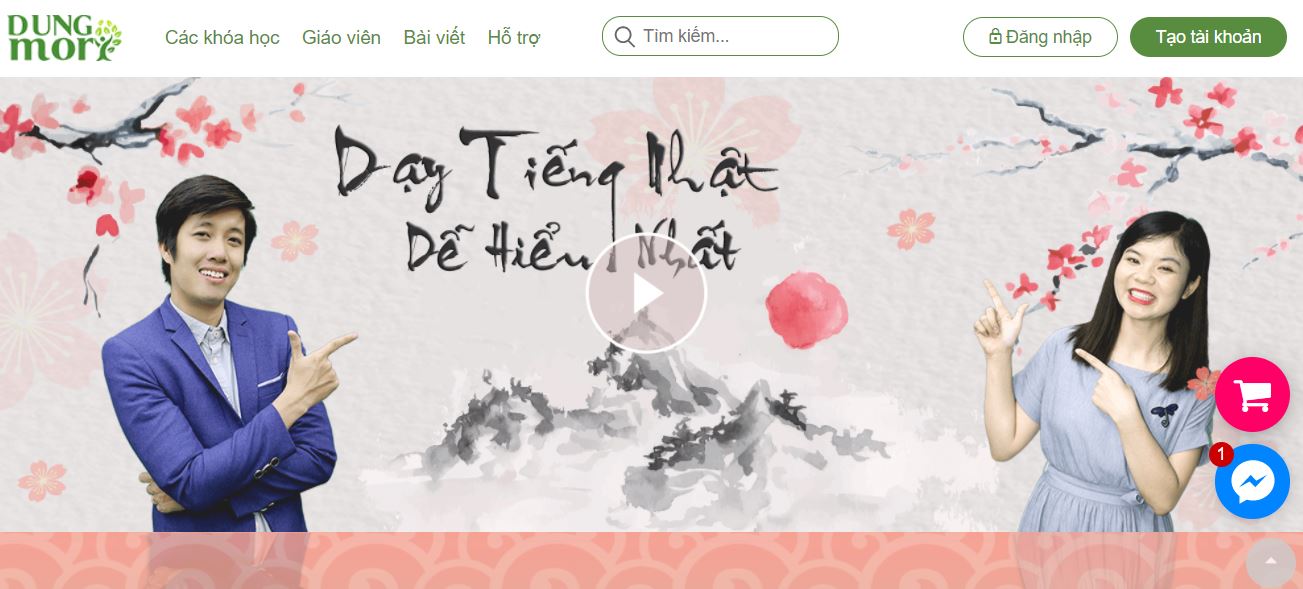 DUNG
mori
Các khóa học Giáo viên Bài viết Hỗ trợ
Tìm kiếm...
Đăng nhập
Tạo tài khoản
Dạy Tiếng Nhật
Dễ Hiểu Nhất
1